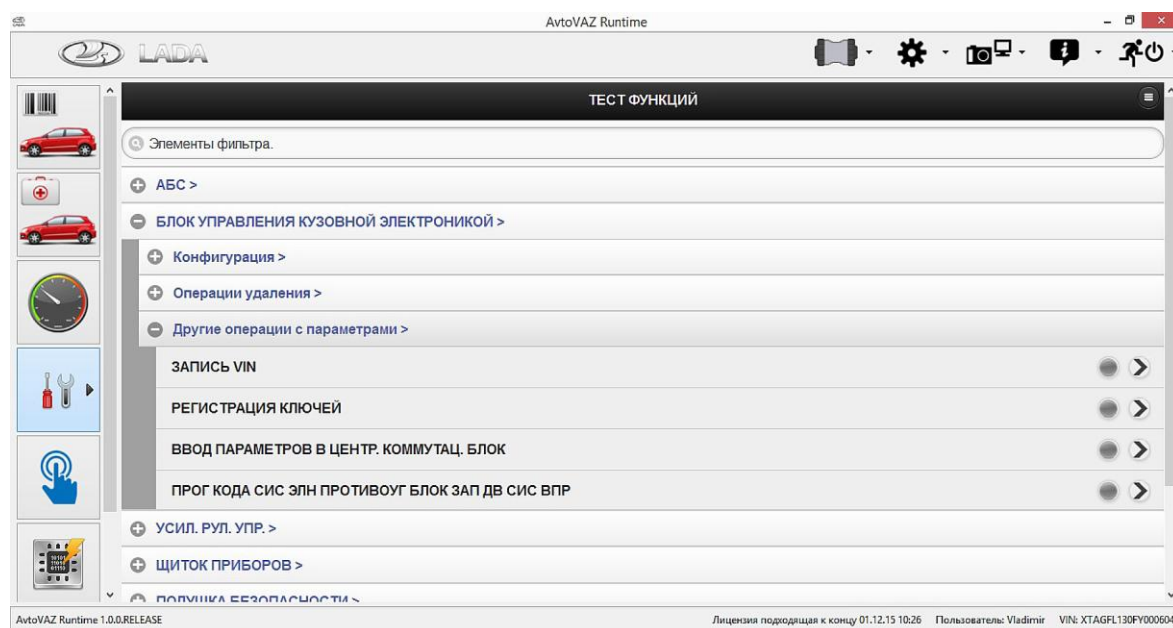 AvtoVAZ Runtime
LADA
ТЕСТ ФУНКЦИЙ
Элементы фильтра.
АБС >
БЛОК УПРАВЛЕНИЯ КУЗОВНОЙ ЭЛЕКТРОНИКОЙ >
Конфигурация >
Операции удаления >
Другие операции с параметрами >
ЗАПИСЬ VIN
РЕГИСТРАЦИЯ КЛЮЧЕЙ
ВВОД ПАРАМЕТРОВ В ЦЕНТР. КОММУТАЦ. БЛОК
ПРОГ КОДА СИС ЭЛН ПРОТИВОУГ БЛОК ЗАП ДВ СИС ВПР
УСИЛ. РУЛ. УПР. >
ЩИТОК ПРИБОРОВ >
ПОДУШКА БЕЗОПАСНОСТИ >
AvtoVAZ Runtime 1.0.0.RELEASE Лицензия подходящая к концу 01.12.15 10:26 Пользователь: Vladimir VIN: